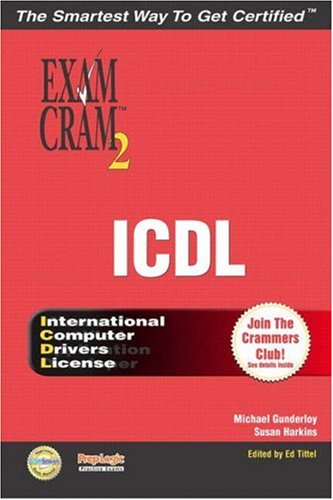 The Smartest Way To Get Certified™
EXAM
CRAM™
2
ICDL
International
Computer
Drivers
License
Join The
Crammers
Club!
See details inside
Michael Gunderloy
Susan Harkins
Edited by Ed Tittel
PrepLogic
Practice Exams